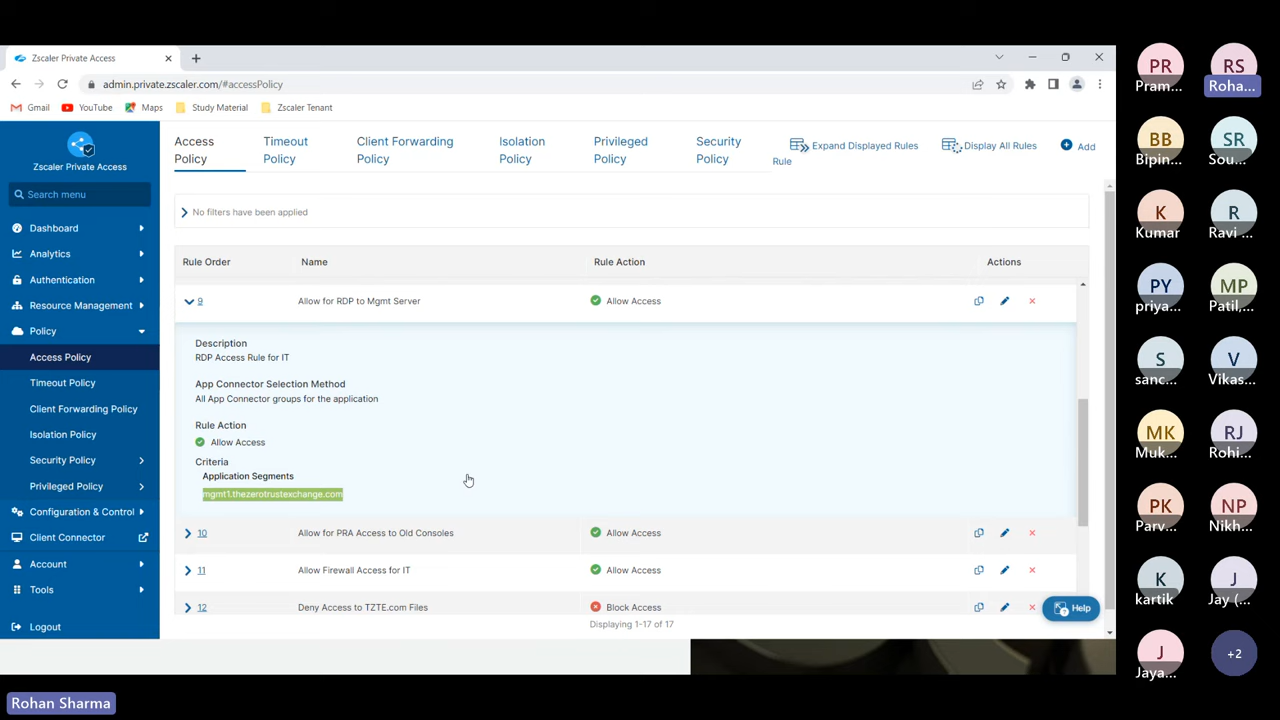 Zscaler Private Access
admin.private.zscaler.com/#accessPolicy
Gmail
YouTube
Maps
Study Material
Zscaler Tenant
Zscaler Private Access
Search menu
Dashboard
Analytics
Authentication
Resource Management
Policy
Access Policy
Timeout Policy
Client Forwarding Policy
Isolation Policy
Security Policy
Privileged Policy
Configuration & Control
Client Connector
Account
Tools
Logout
Access
Policy
Timeout
Policy
Client Forwarding
Policy
Isolation
Policy
Privileged
Policy
Security
Policy
Expand Displayed Rules
Display All Rules
Add
Rule
No filters have been applied
Rule Order
Name
Rule Action
Actions
9
Allow for RDP to Mgmt Server
Allow Access
Description
RDP Access Rule for IT
App Connector Selection Method
All App Connector groups for the application
Rule Action
Allow Access
Criteria
Application Segments
mgmt1.thezerotrustexchange.com
10
Allow for PRA Access to Old Consoles
Allow Access
11
Allow Firewall Access for IT
Allow Access
12
Deny Access to TZTE.com Files
Block Access
Displaying 1-17 of 17
Help
PR
Pram...
RS
Roha...
BB
Bipin...
SR
Sou...
K
Kumar
R
Ravi ...
PY
priya...
MP
Patil,...
S
sanc...
V
Vikas...
MK
Muk...
RJ
Rohi...
PK
Parv...
NP
Nikh...
K
kartik
J
Jay (...
J
Jaya...
+2
Rohan Sharma